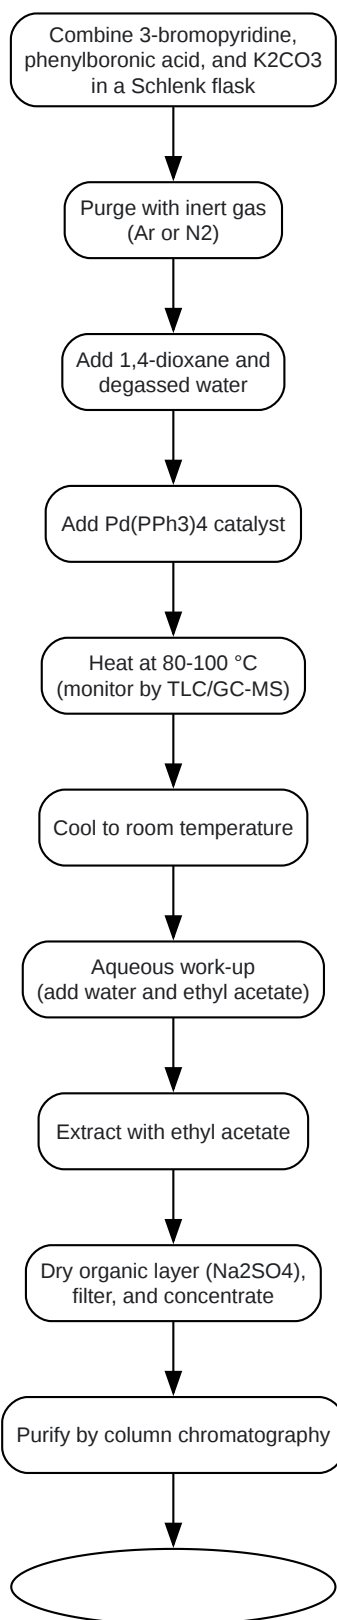 Combine 3-bromopyridine,
phenylboronic acid, and K2CO3
in a Schlenk flask
Purge with inert gas
(Ar or N2)
Add 1,4-dioxane and
degassed water
Add Pd(PPh3)4 catalyst
Heat at 80-100 °C
(monitor by TLC/GC-MS)
Cool to room temperature
Aqueous work-up
(add water and ethyl acetate)
Extract with ethyl acetate
Dry organic layer (Na2SO4),
filter, and concentrate
Purify by column chromatography